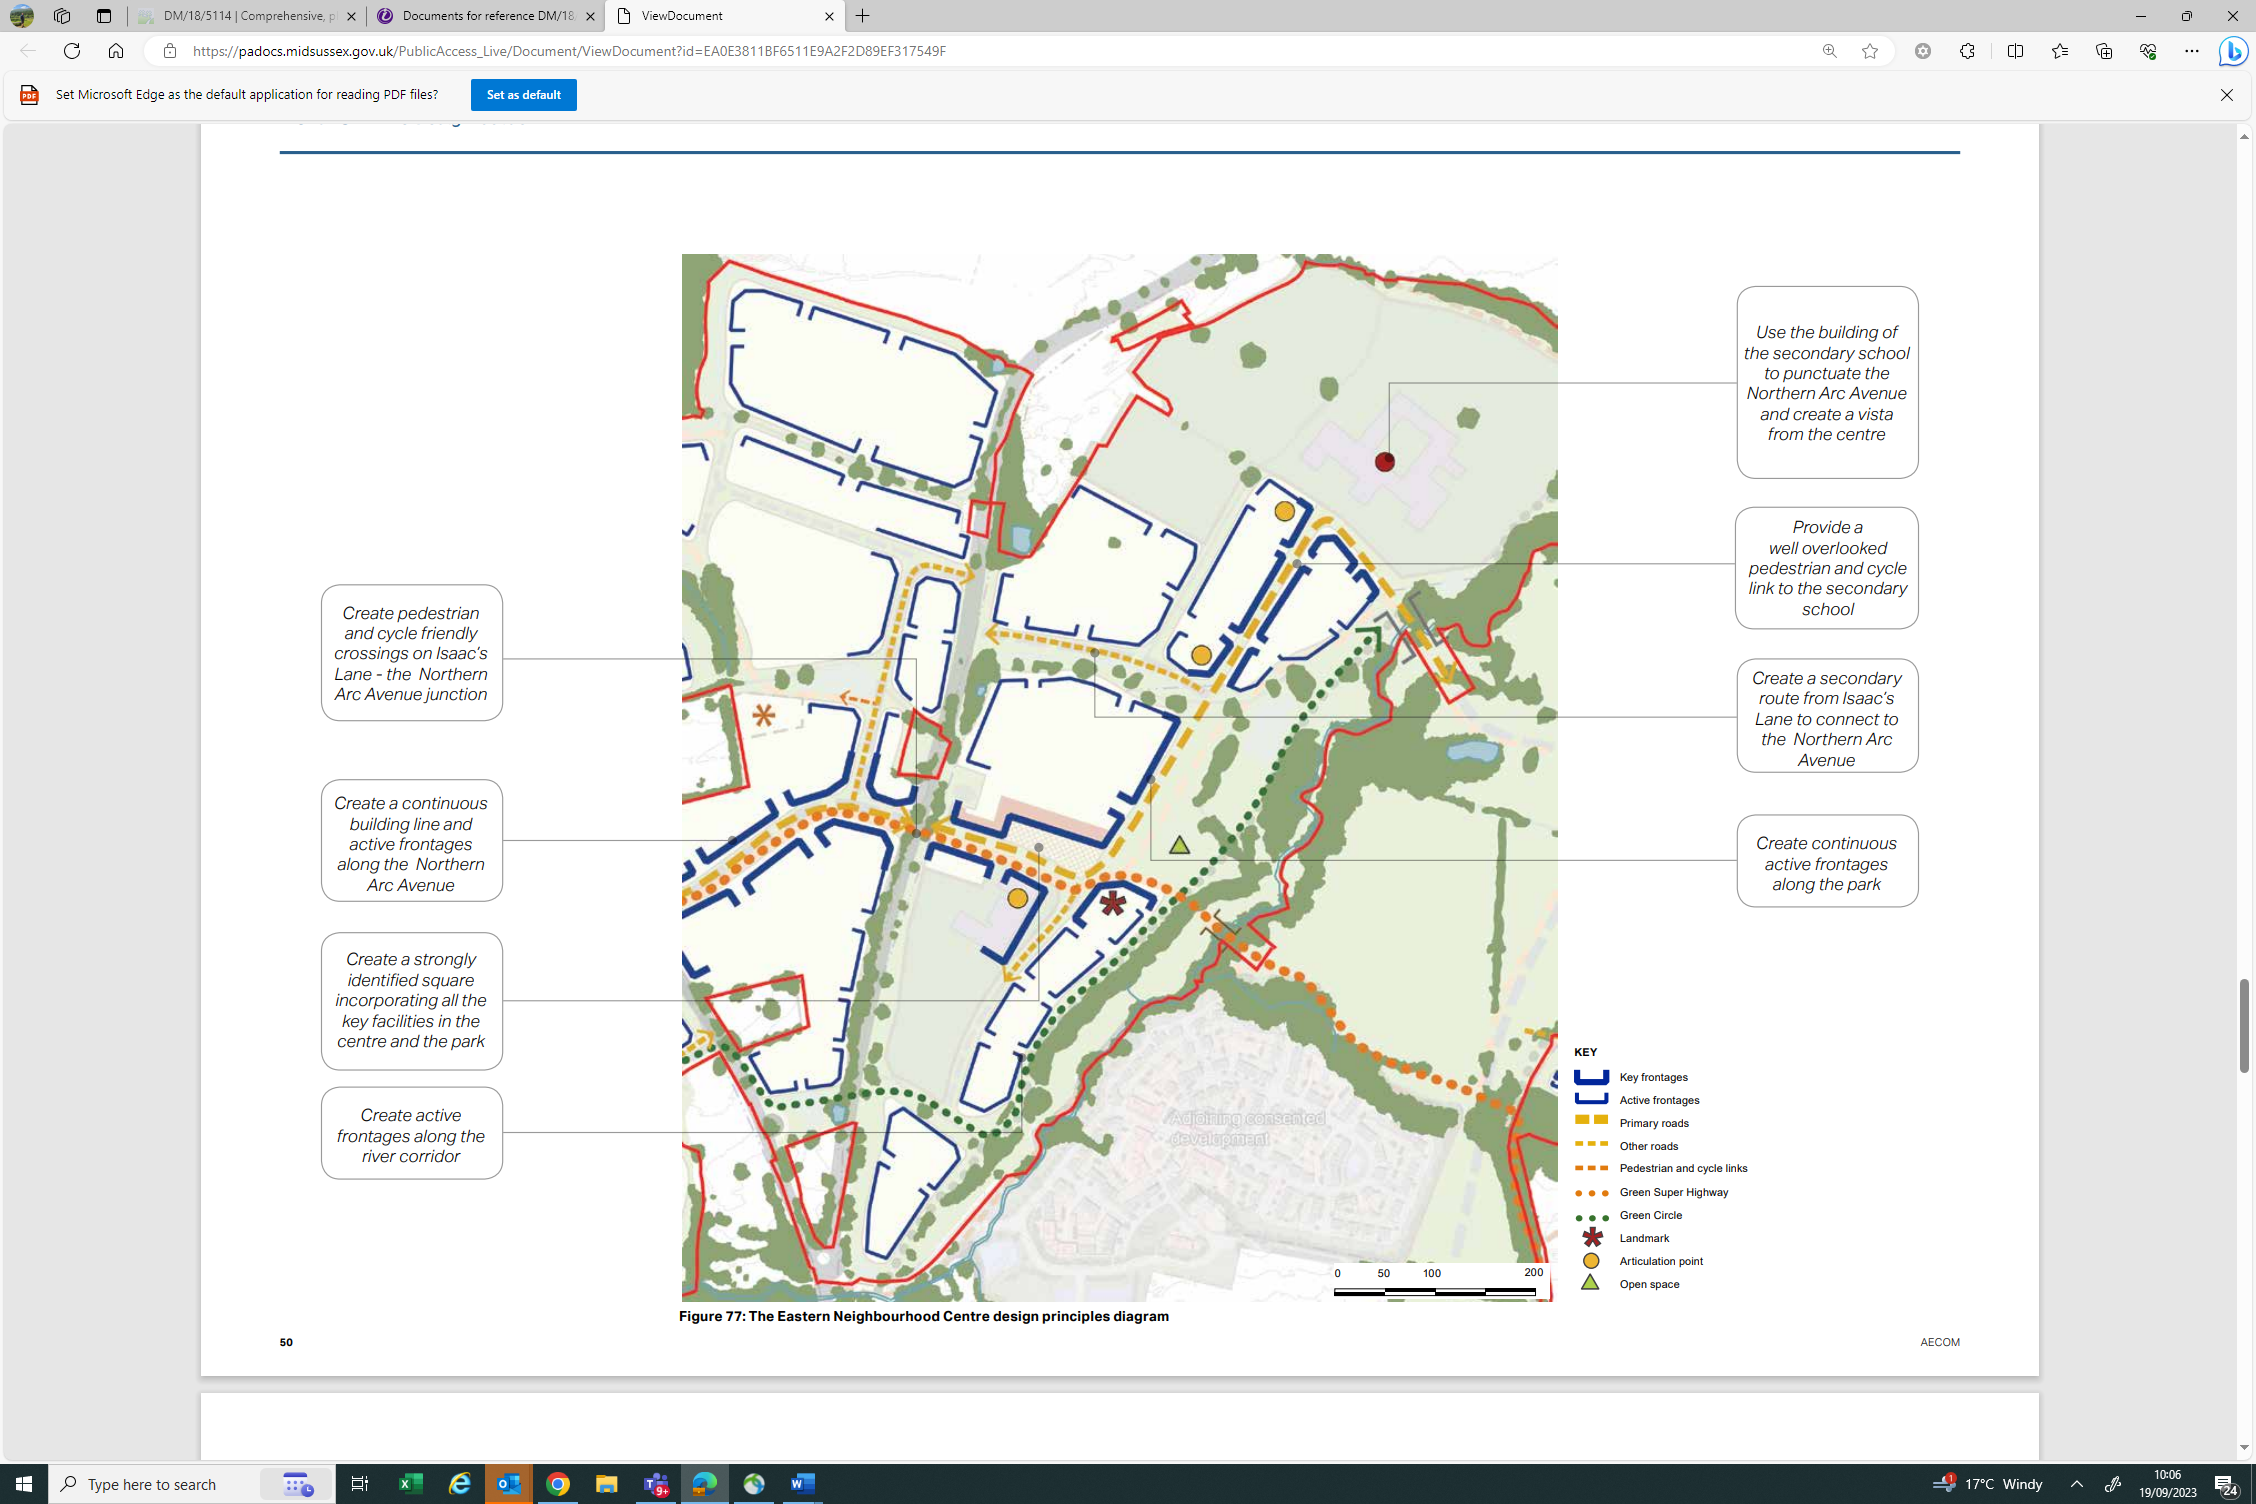 DM/18/5114 | Comprehensive, p
Documents for reference DM/18
ViewDocument
https://padocs.midsussex.gov.uk/PublicAccess_Live/Document/ViewDocument?id=EA0E3811BF6511E9A2F2D89EF317549F
Set Microsoft Edge as the default application for reading PDF files?
Set as default
Use the building of
the secondary school
to punctuate the
Northern Arc Avenue
and create a vista
from the centre
Provide a
well overlooked
pedestrian and cycle
link to the secondary
school
Create a secondary
route from Isaac's
Lane to connect to
the Northern Arc
Avenue
Create continuous
active frontages
along the park
Create pedestrian
and cycle friendly
crossings on Isaac's
Lane - the Northern
Arc Avenue junction
Create a continuous
building line and
active frontages
along the Northern
Arc Avenue
Create a strongly
identified square
incorporating all the
key facilities in the
centre and the park
Create active
frontages along the
river corridor
Adjoining consented
development
KEY
Key frontages
Active frontages
Primary roads
Other roads
Pedestrian and cycle links
Green Super Highway
Green Circle
Landmark
Articulation point
Open space
0 50 100 200
Figure 77: The Eastern Neighbourhood Centre design principles diagram
50
AECOM
Type here to search
9+
1
17°C Windy
10:06
19/09/2023
24